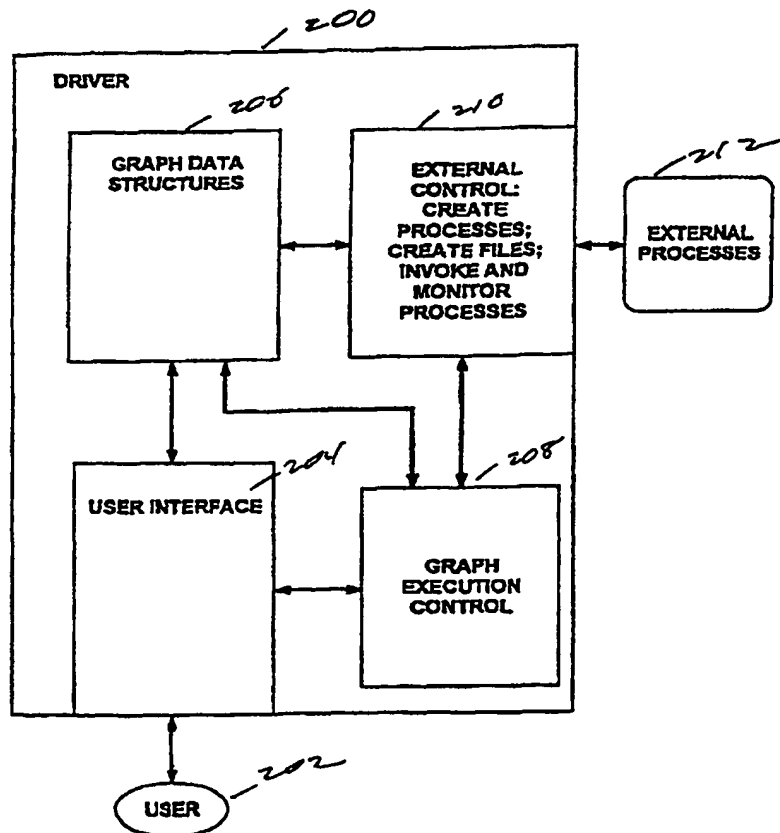 200
DRIVER
206
GRAPH DATA
STRUCTURES
210
EXTERNAL
CONTROL:
CREATE
PROCESSES;
CREATE FILES;
INVOKE AND
MONITOR
PROCESSES
212
EXTERNAL
PROCESSES
204
USER INTERFACE
208
GRAPH
EXECUTION
CONTROL
202
USER